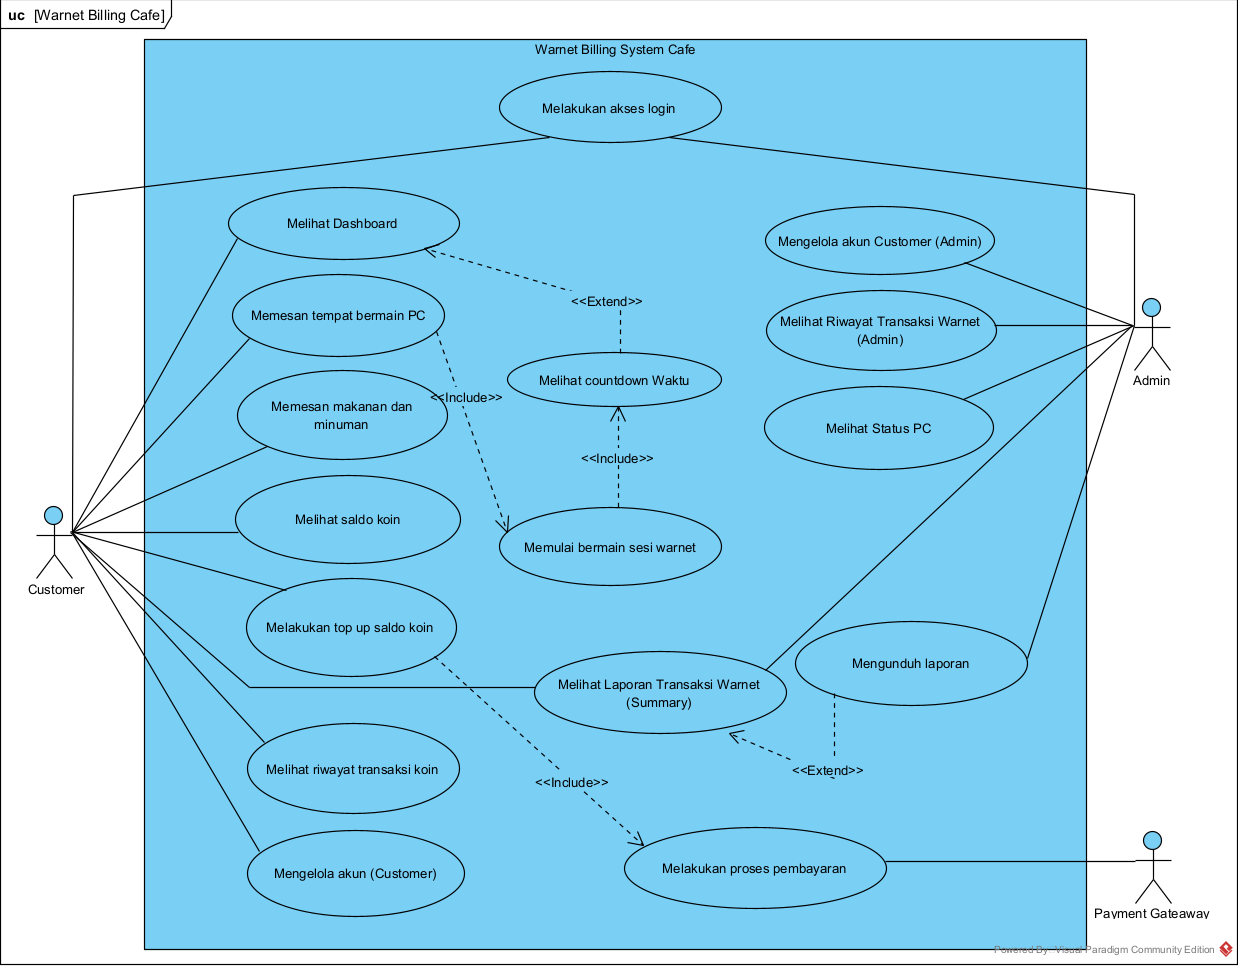 uc [Warnet Billing Cafe]
Warnet Billing System Cafe
Melakukan akses login
Melihat Dashboard
Mengelola akun Customer (Admin)
<<Extend>>
Memesan tempat bermain PC
Melihat Riwayat Transaksi Warnet
(Admin)
Admin
Melihat countdown Waktu
<<Include>>
Memesan makanan dan
minuman
Melihat Status PC
<<Include>>
Melihat saldo koin
Memulai bermain sesi warnet
Customer
Melakukan top up saldo koin
Mengunduh laporan
Melihat Laporan Transaksi Warnet
(Summary)
Melihat riwayat transaksi koin
<<Extend>>
<<Include>>
Mengelola akun (Customer)
Melakukan proses pembayaran
Payment Gateaway
Powered By Visual Paradigm Community Edition